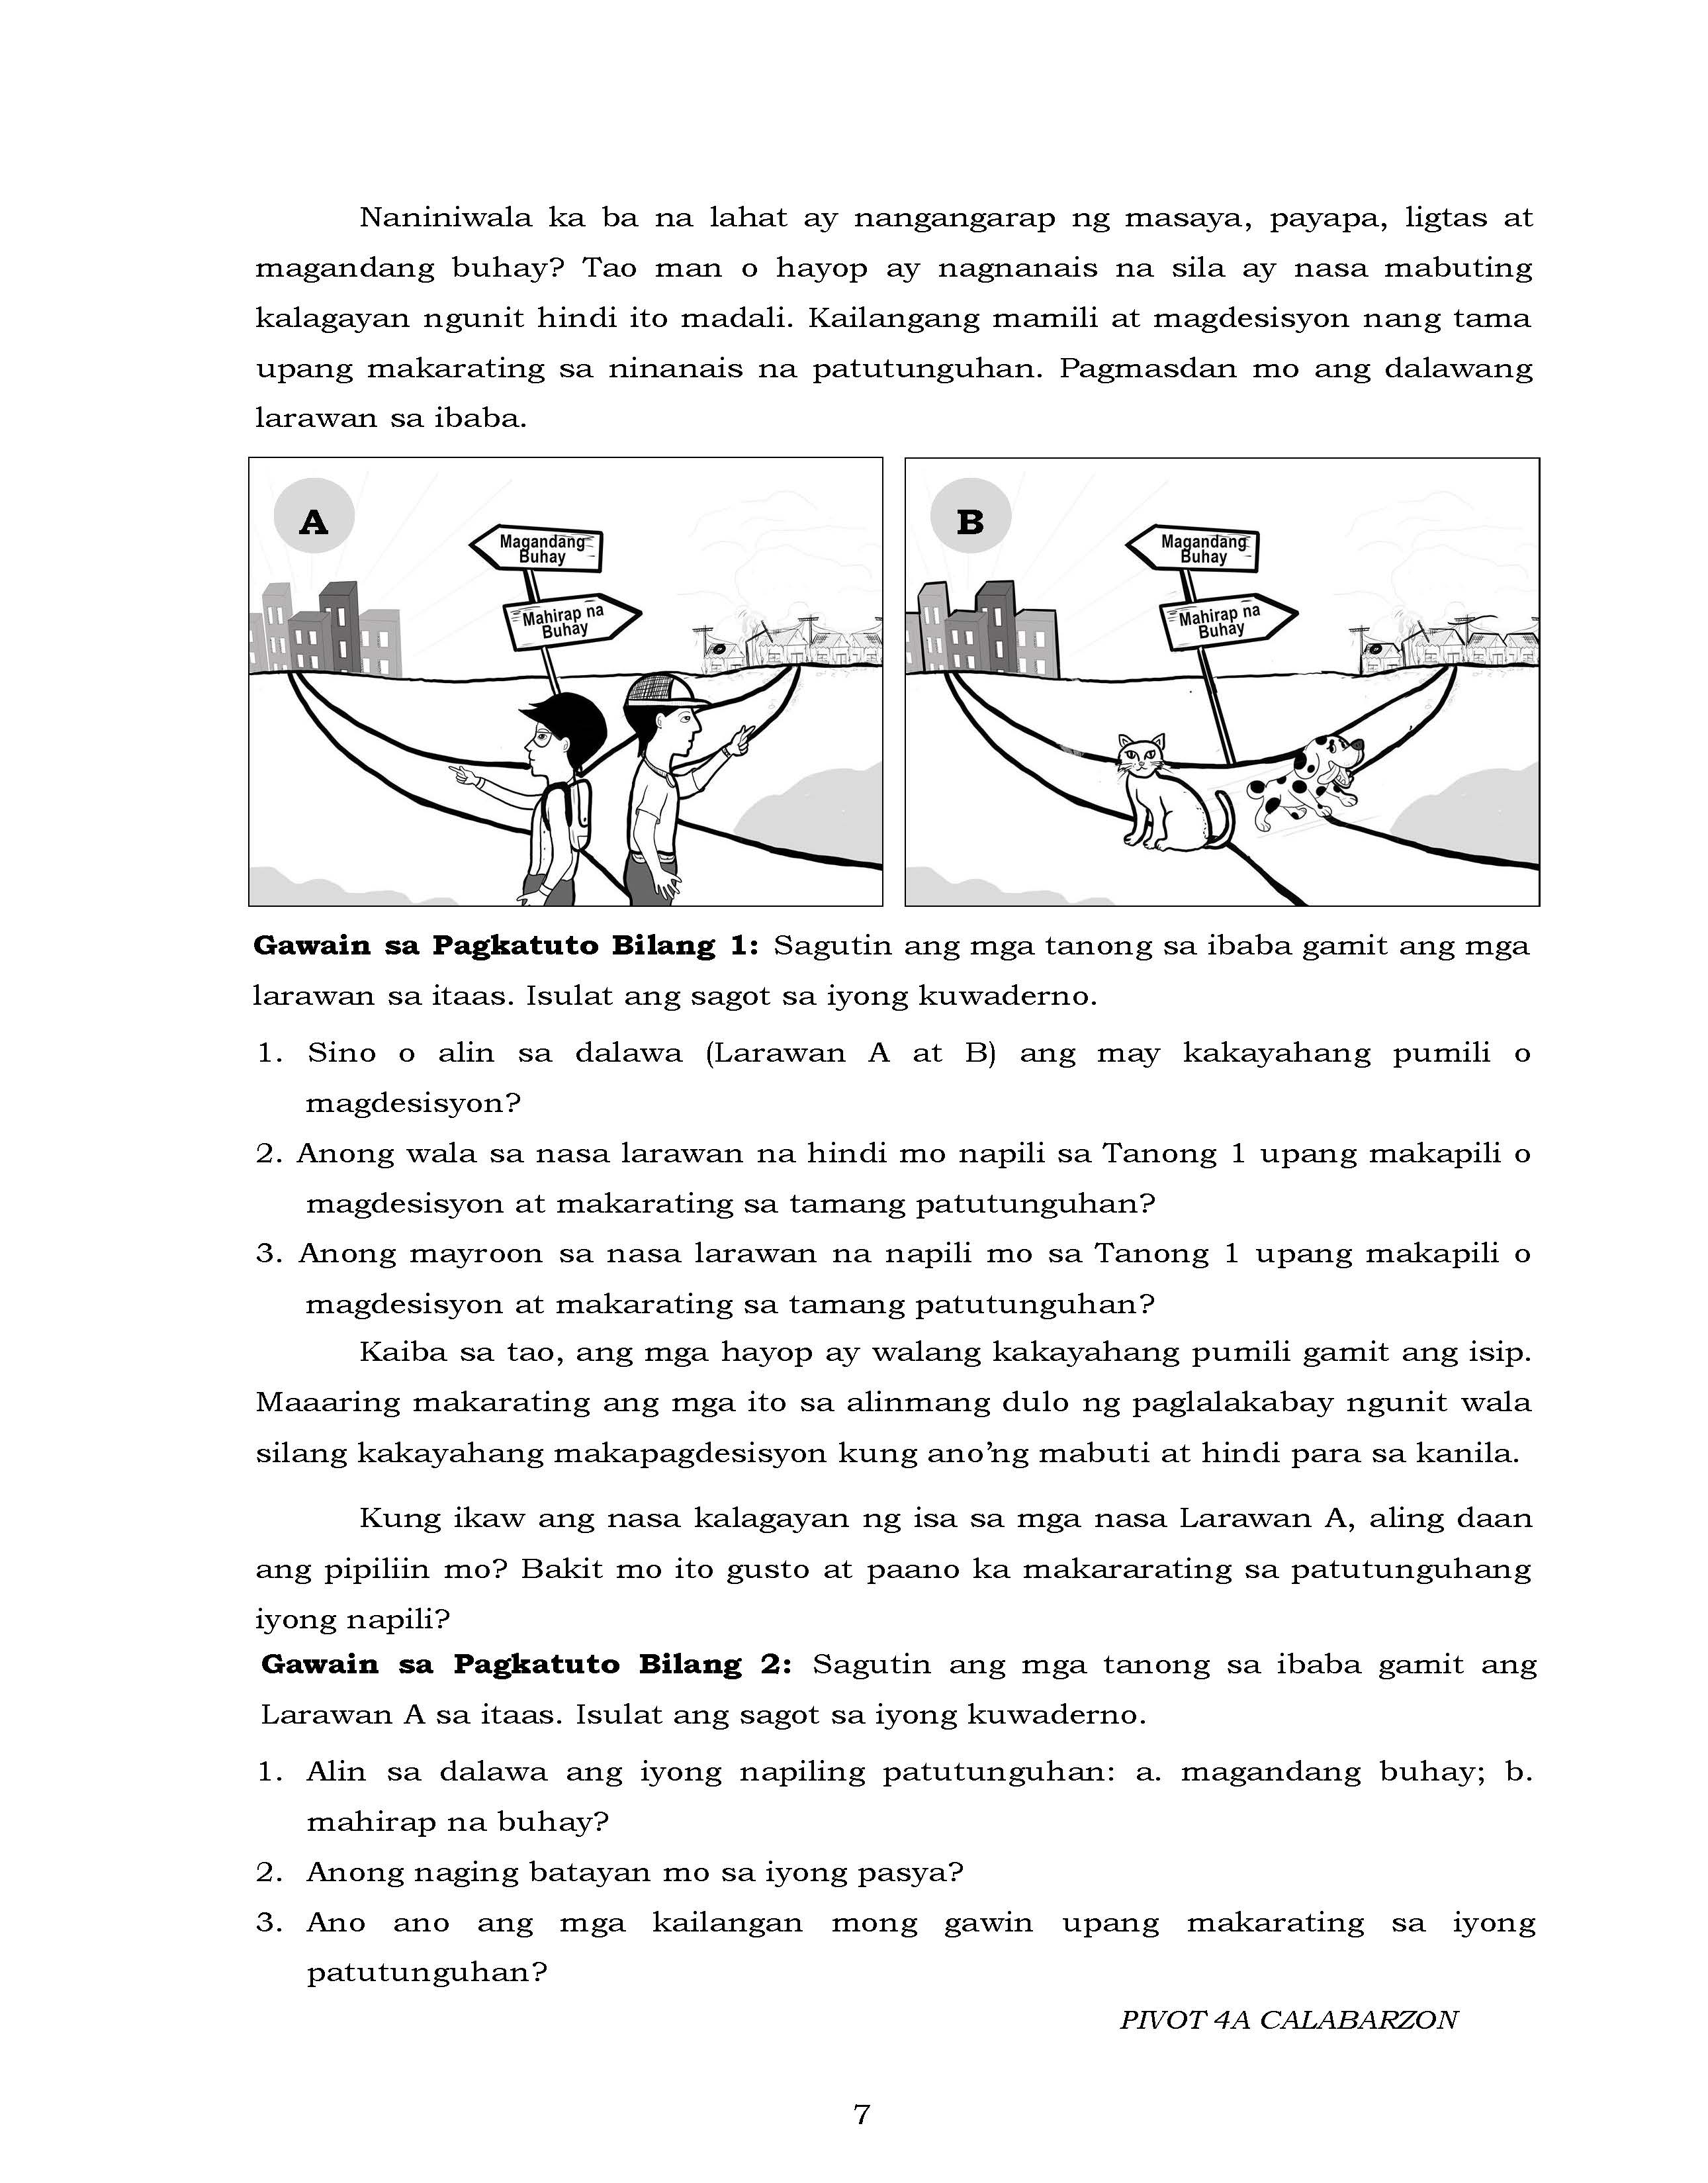 Naniniwala ka ba na lahat ay nangangarap ng masaya, payapa, ligtas at
magandang buhay? Tao man o hayop ay nagnanais na sila ay nasa mabuting
kalagayan ngunit hindi ito madali. Kailangang mamili at magdesisyon nang tama
upang makarating sa ninanais na patutunguhan. Pagmasdan mo ang dalawang
larawan sa ibaba.
A
Magandang
Buhay
Mahirap na
Buhay
B
Magandang
Buhay
Mahirap na
Buhay
Gawain sa Pagkatuto Bilang 1: Sagutin ang mga tanong sa ibaba gamit ang mga
larawan sa itaas. Isulat ang sagot sa iyong kuwaderno.
1. Sino o alin sa dalawa (Larawan A at B) ang may kakayahang pumili o
magdesisyon?
2. Anong wala sa nasa larawan na hindi mo napili sa Tanong 1 upang makapili o
magdesisyon at makarating sa tamang patutunguhan?
3. Anong mayroon sa nasa larawan na napili mo sa Tanong 1 upang makapili o
magdesisyon at makarating sa tamang patutunguhan?
Kaiba sa tao, ang mga hayop ay walang kakayahang pumili gamit ang isip.
Maaaring makarating ang mga ito sa alinmang dulo ng paglalakabay ngunit wala
silang kakayahang makapagdesisyon kung ano’ng mabuti at hindi para sa kanila.
Kung ikaw ang nasa kalagayan ng isa sa mga nasa Larawan A, aling daan
ang pipiliin mo? Bakit mo ito gusto at paano ka makararating sa patutunguhang
iyong napili?
Gawain sa Pagkatuto Bilang 2: Sagutin ang mga tanong sa ibaba gamit ang
Larawan A sa itaas. Isulat ang sagot sa iyong kuwaderno.
1. Alin sa dalawa ang iyong napiling patutunguhan: a. magandang buhay; b.
mahirap na buhay?
2. Anong naging batayan mo sa iyong pasya?
3. Ano ano ang mga kailangan mong gawin upang makarating sa iyong
patutunguhan?
PIVOT 4A CALABARZON
7